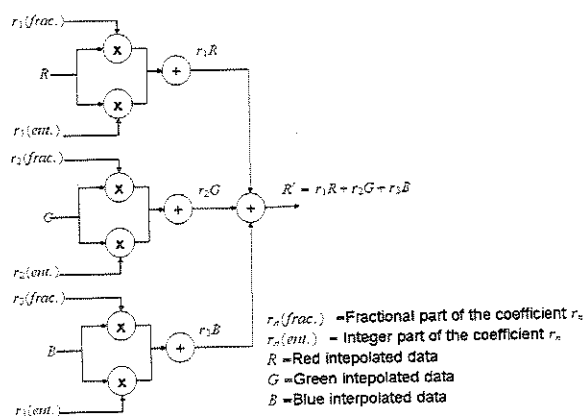 r₁(frac.)
x
r₁R
R
+
x
r₁(ent.)
r₂(frac.)
x
r₂G
R' = r₁R + r₂G + r₃B
G
+
+
x
r₂(ent.)
r₃(frac.)
x
r₃B
B
+
x
r₃(ent.)
rₙ(frac.) =Fractional part of the coefficient rₙ
rₙ(ent.) = Integer part of the coefficient rₙ
R =Red intepolated data
G =Green intepolated data
B =Blue interpolated data